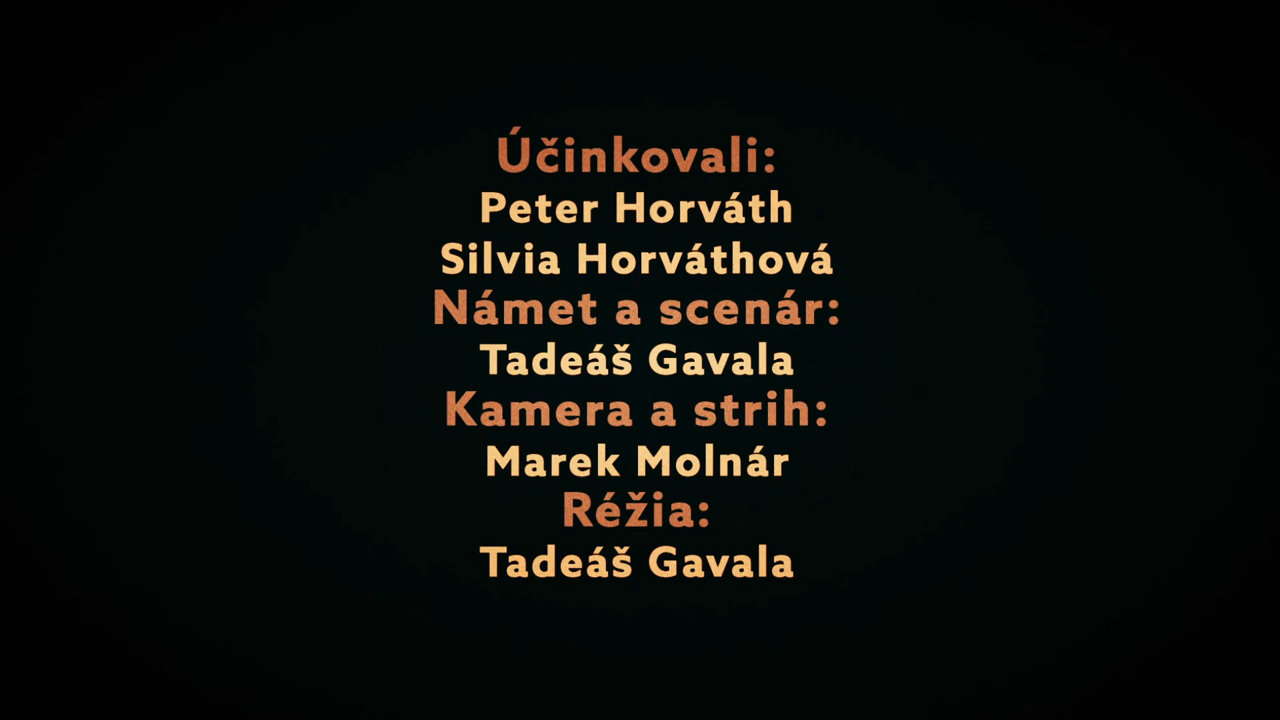 Účinkovali:
Peter Horváth
Silvia Horváthová
Námet a scenár:
Tadeáš Gavala
Kamera a strih:
Marek Molnár
Réžia:
Tadeáš Gavala